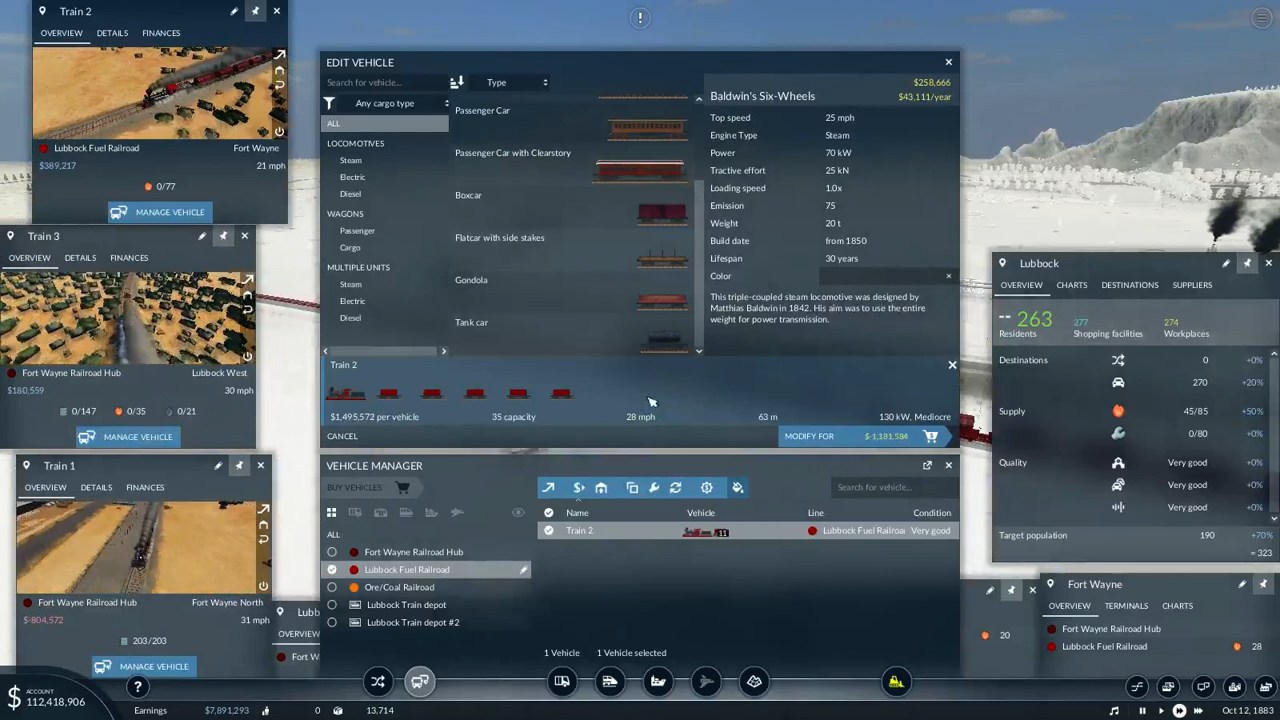 Train 2
OVERVIEW DETAILS FINANCES
Lubbock Fuel Railroad Fort Wayne
$389,217 21 mph
0/77
MANAGE VEHICLE
Train 3
OVERVIEW DETAILS FINANCES
Fort Wayne Railroad Hub Lubbock West
$180,559 30 mph
0/147 0/35 0/21
MANAGE VEHICLE
Train 1
OVERVIEW DETAILS FINANCES
Fort Wayne Railroad Hub Fort Wayne North
$-804,572 31 mph
203/203
MANAGE VEHICLE
EDIT VEHICLE
Search for vehicle... Type
Any cargo type
ALL
LOCOMOTIVES
Steam
Electric
Diesel
WAGONS
Passenger
Cargo
MULTIPLE UNITS
Steam
Electric
Diesel
Passenger Car
Passenger Car with Clearstory
Boxcar
Flatcar with side stakes
Gondola
Tank car
$258,666
Baldwin's Six-Wheels $43,111/year
Top speed 25 mph
Engine Type Steam
Power 70 kW
Tractive effort 25 kN
Loading speed 1.0x
Emission 75
Weight 20 t
Build date from 1850
Lifespan 30 years
Color
This triple-coupled steam locomotive was designed by
Matthias Baldwin in 1842. His aim was to use the entire
weight for power transmission.
Train 2
$1,495,572 per vehicle 35 capacity 28 mph 63 m 130 kW, Mediocre
CANCEL MODIFY FOR $-1,181,584
VEHICLE MANAGER
BUY VEHICLES Search for vehicle...
Name Vehicle Line Condition
Train 2 11 Lubbock Fuel Railroa Very good
ALL
Fort Wayne Railroad Hub
Lubbock Fuel Railroad
Ore/Coal Railroad
Lubbock Train depot
Lubbock Train depot #2
1 Vehicle 1 Vehicle selected
Lubb
OVERVIEW
Fort W
Lubbock
OVERVIEW CHARTS DESTINATIONS SUPPLIERS
-- 263 277 274
Residents Shopping facilities Workplaces
Destinations 0 +0%
270 +20%
Supply 45/85 +50%
0/80 +0%
Quality Very good +0%
Very good +0%
Very good +0%
Target population 190 +70%
= 323
20
Fort Wayne
OVERVIEW TERMINALS CHARTS
Fort Wayne Railroad Hub
Lubbock Fuel Railroad 28
$ ACCOUNT
112,418,906
?
Earnings $7,891,293 0 13,714
Oct 12, 1883